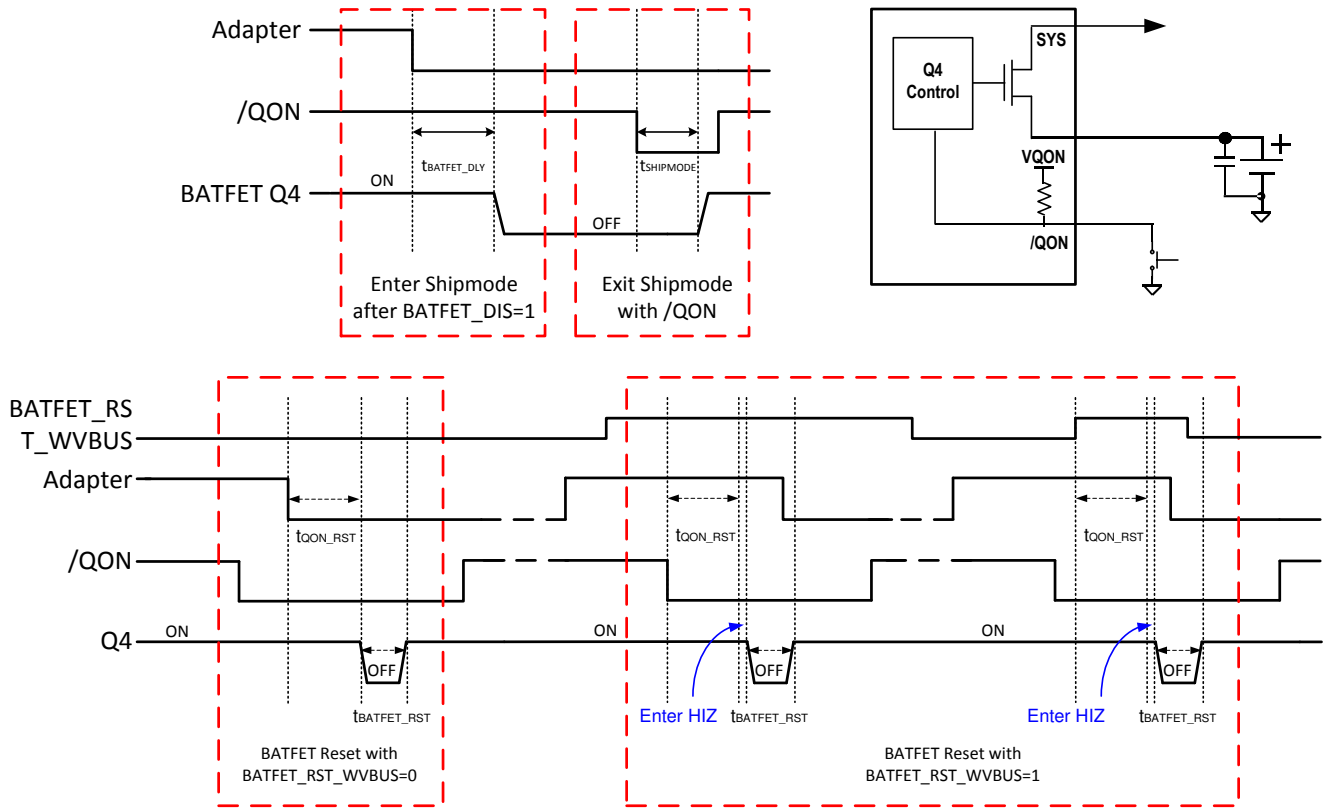 Adapter
/QON
tBATFET_DLY
tSHIPMODE
ON
BATFET Q4
OFF
Enter Shipmode
after BATFET_DIS=1
Exit Shipmode
with /QON
SYS
Q4
Control
VQON
+
/QON
BATFET_RS
T_WVBUS
Adapter
tQON_RST
tQON_RST
tQON_RST
/QON
ON
ON
ON
Q4
OFF
OFF
OFF
tBATFET_RST
Enter HIZ
tBATFET_RST
Enter HIZ
tBATFET_RST
BATFET Reset with
BATFET_RST_WVBUS=0
BATFET Reset with
BATFET_RST_WVBUS=1